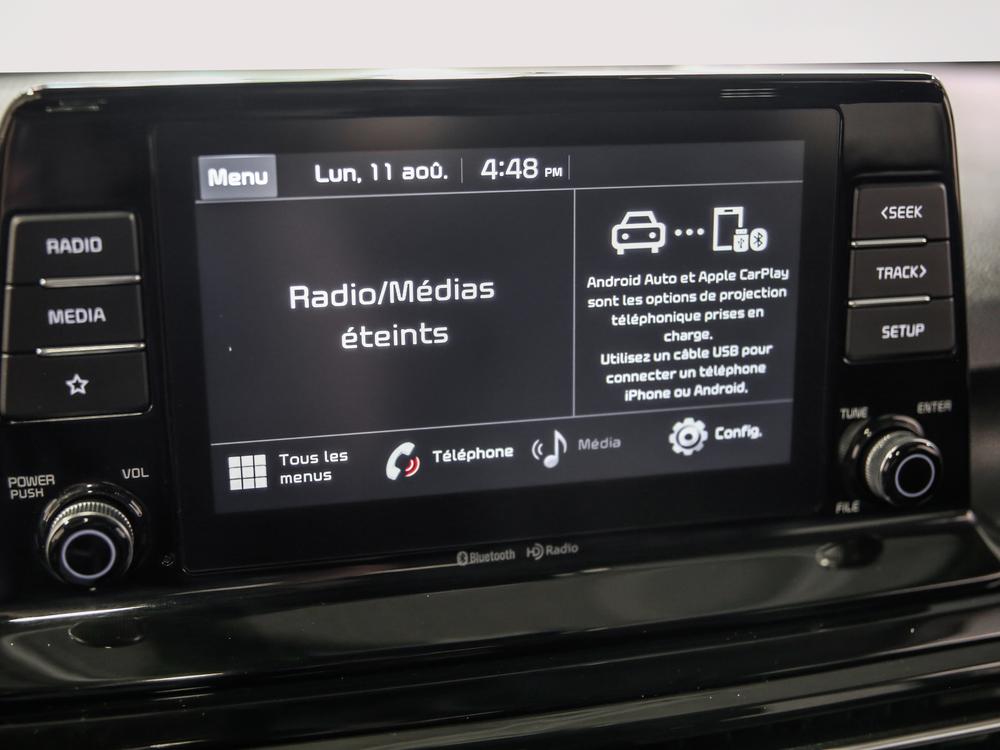 Menu
Lun, 11 aoû.
4:48 PM
RADIO
MEDIA
Radio/Médias
éteints
Android Auto et Apple CarPlay
sont les options de projection
téléphonique prises en
charge.
Utilisez un câble USB pour
connecter un téléphone
iPhone ou Android.
<SEEK
TRACK>
SETUP
Tous les
menus
Téléphone
Média
Config.
POWER
PUSH
VOL
TUNE
ENTER
FILE
Bluetooth
HD Radio